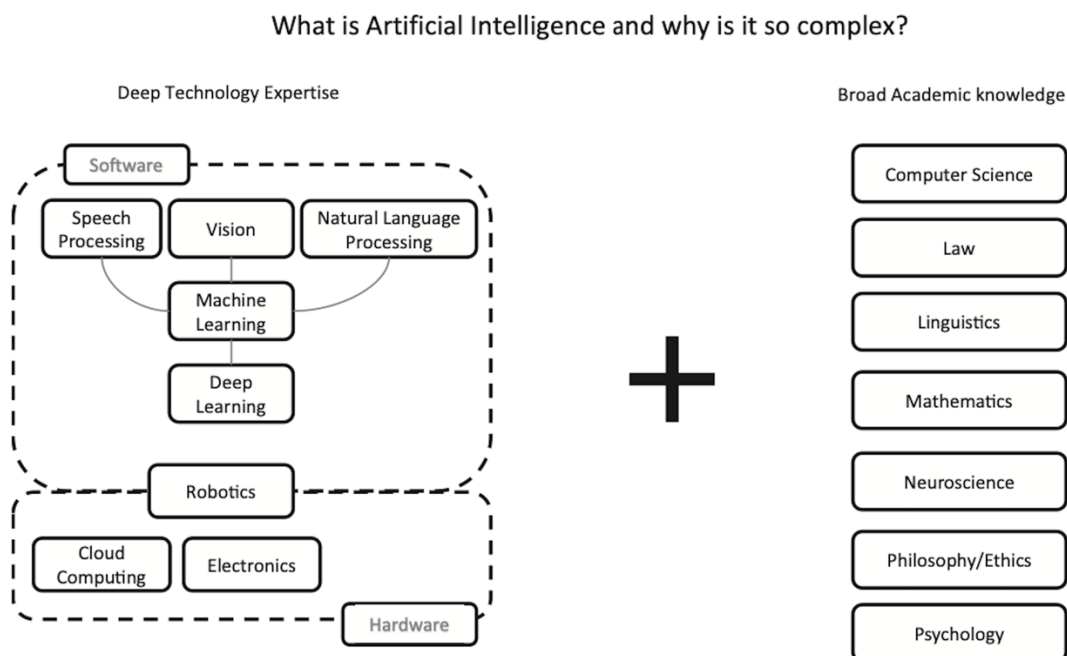 What is Artificial Intelligence and why is it so complex?
Deep Technology Expertise
Software
Speech
Processing
Vision
Natural Language
Processing
Machine
Learning
Deep
Learning
Robotics
Cloud
Computing
Electronics
Hardware
Broad Academic knowledge
Computer Science
Law
Linguistics
Mathematics
Neuroscience
Philosophy/Ethics
Psychology